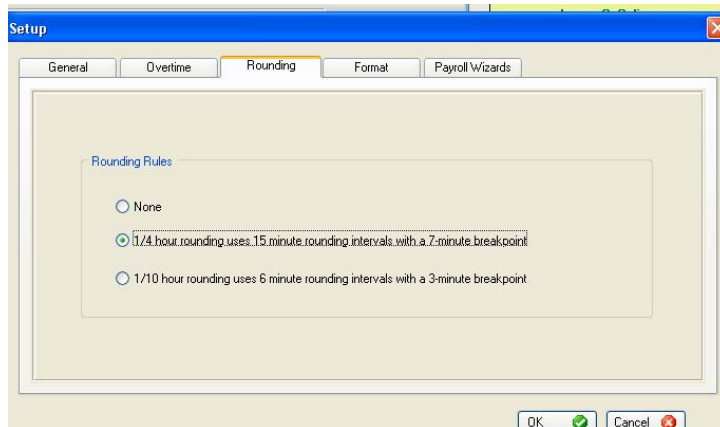 Setup
General Overtime Rounding Format Payroll Wizards
Rounding Rules
None
1/4 hour rounding uses 15 minute rounding intervals with a 7-minute breakpoint
1/10 hour rounding uses 6 minute rounding intervals with a 3-minute breakpoint
OK Cancel